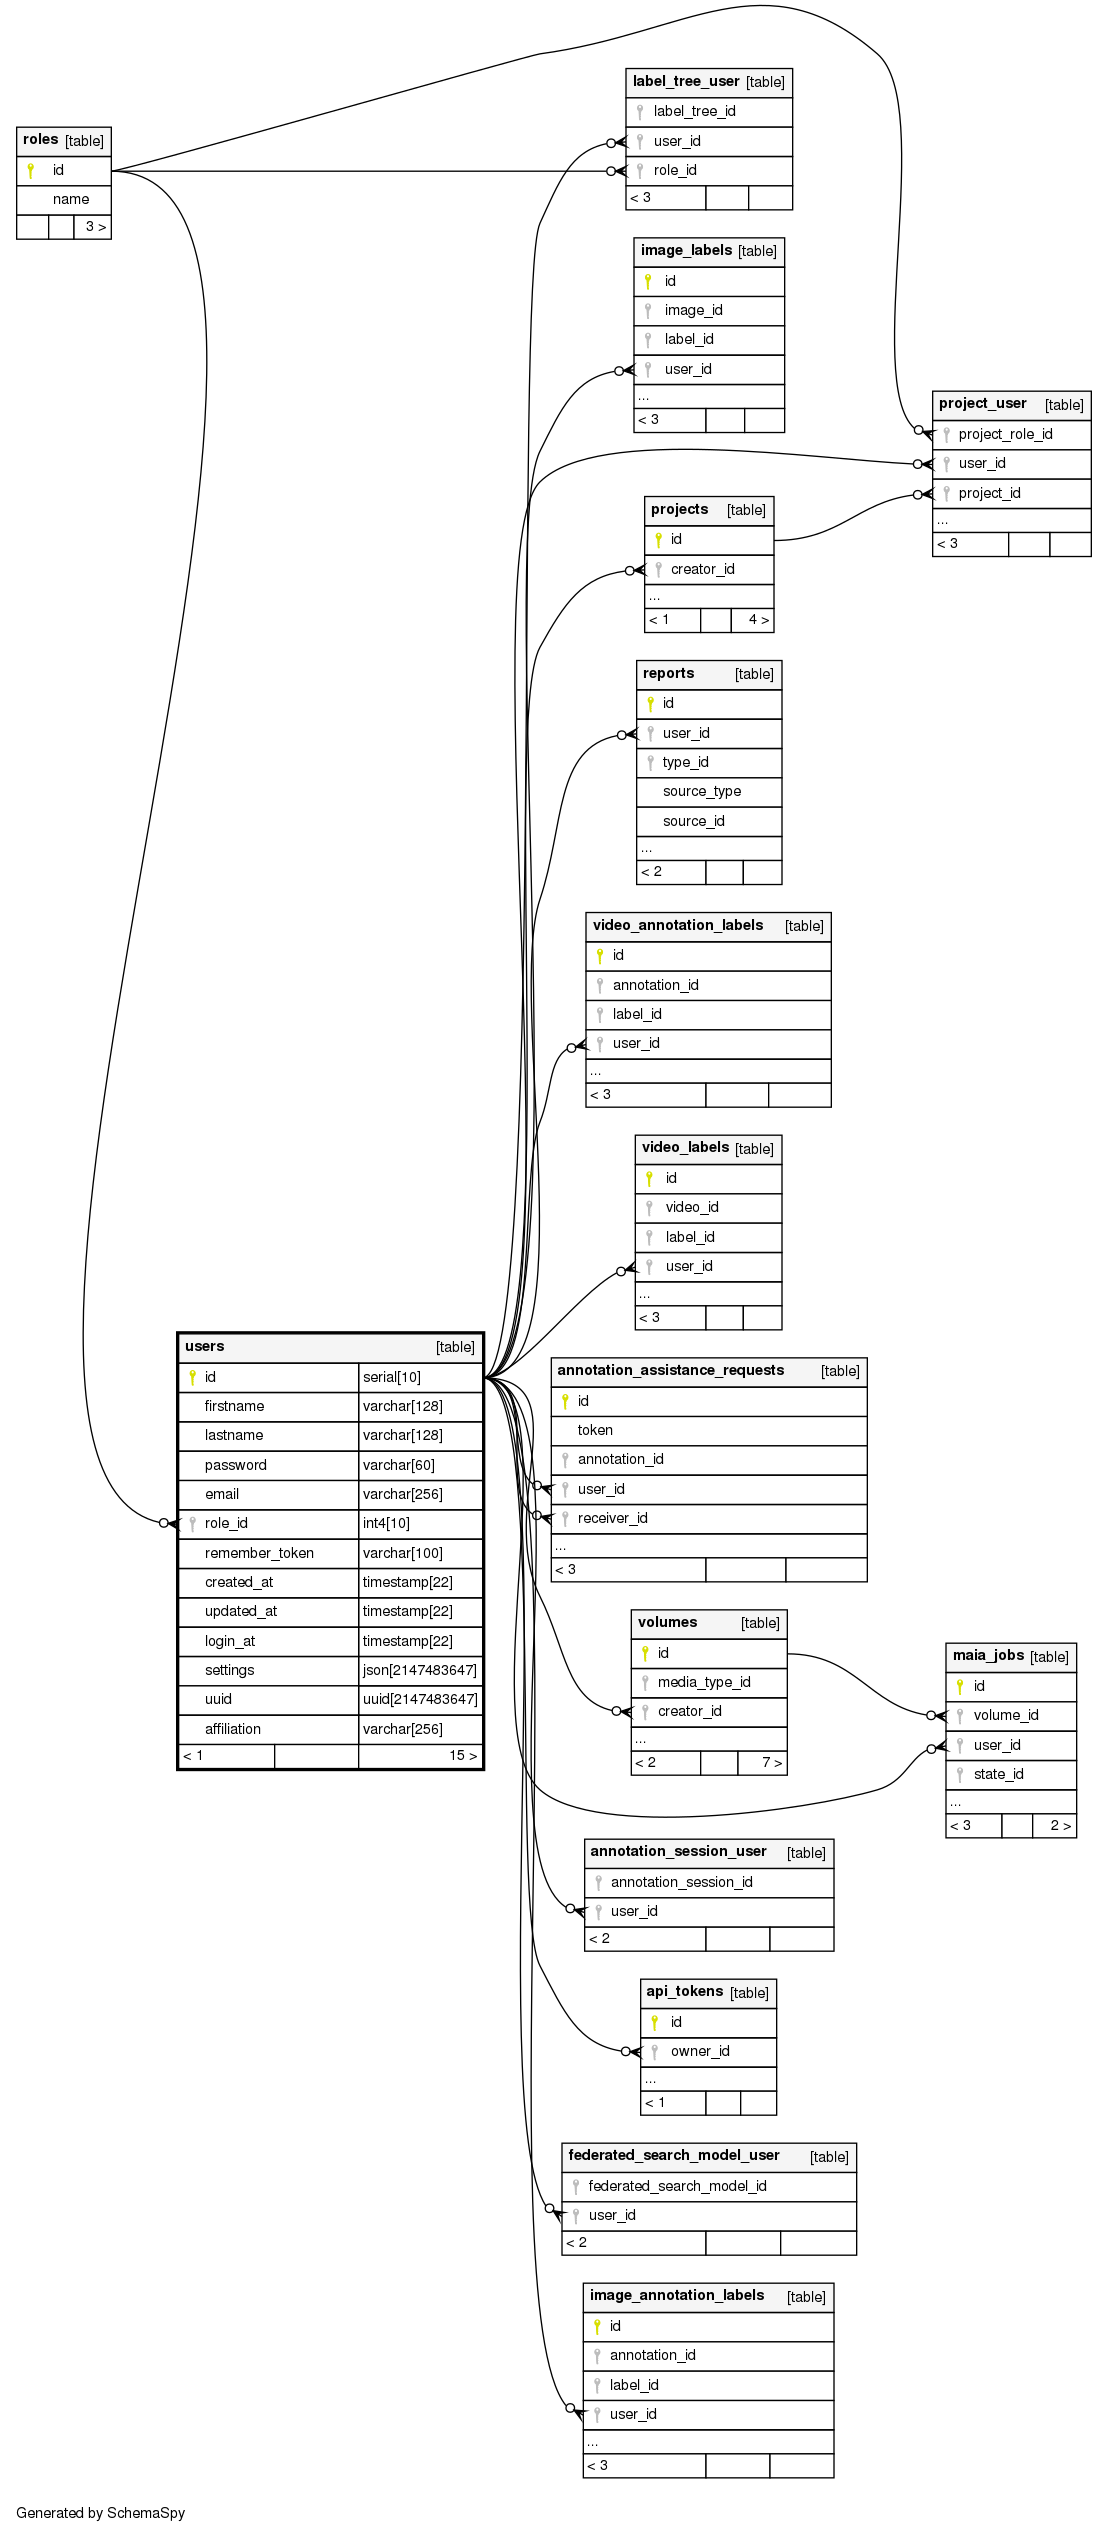 roles [table]
id
name
3 >
label_tree_user [table]
label_tree_id
user_id
role_id
< 3
image_labels [table]
id
image_id
label_id
user_id
...
< 3
project_user [table]
project_role_id
user_id
project_id
...
< 3
projects [table]
id
creator_id
...
< 1 4 >
reports [table]
id
user_id
type_id
source_type
source_id
...
< 2
video_annotation_labels [table]
id
annotation_id
label_id
user_id
...
< 3
video_labels [table]
id
video_id
label_id
user_id
...
< 3
users [table]
id serial[10]
firstname varchar[128]
lastname varchar[128]
password varchar[60]
email varchar[256]
role_id int4[10]
remember_token varchar[100]
created_at timestamp[22]
updated_at timestamp[22]
login_at timestamp[22]
settings json[2147483647]
uuid uuid[2147483647]
affiliation varchar[256]
< 1 15 >
annotation_assistance_requests [table]
id
token
annotation_id
user_id
receiver_id
...
< 3
volumes [table]
id
media_type_id
creator_id
...
< 2 7 >
maia_jobs [table]
id
volume_id
user_id
state_id
...
< 3 2 >
annotation_session_user [table]
annotation_session_id
user_id
< 2
api_tokens [table]
id
owner_id
...
< 1
federated_search_model_user [table]
federated_search_model_id
user_id
< 2
image_annotation_labels [table]
id
annotation_id
label_id
user_id
...
< 3
Generated by SchemaSpy